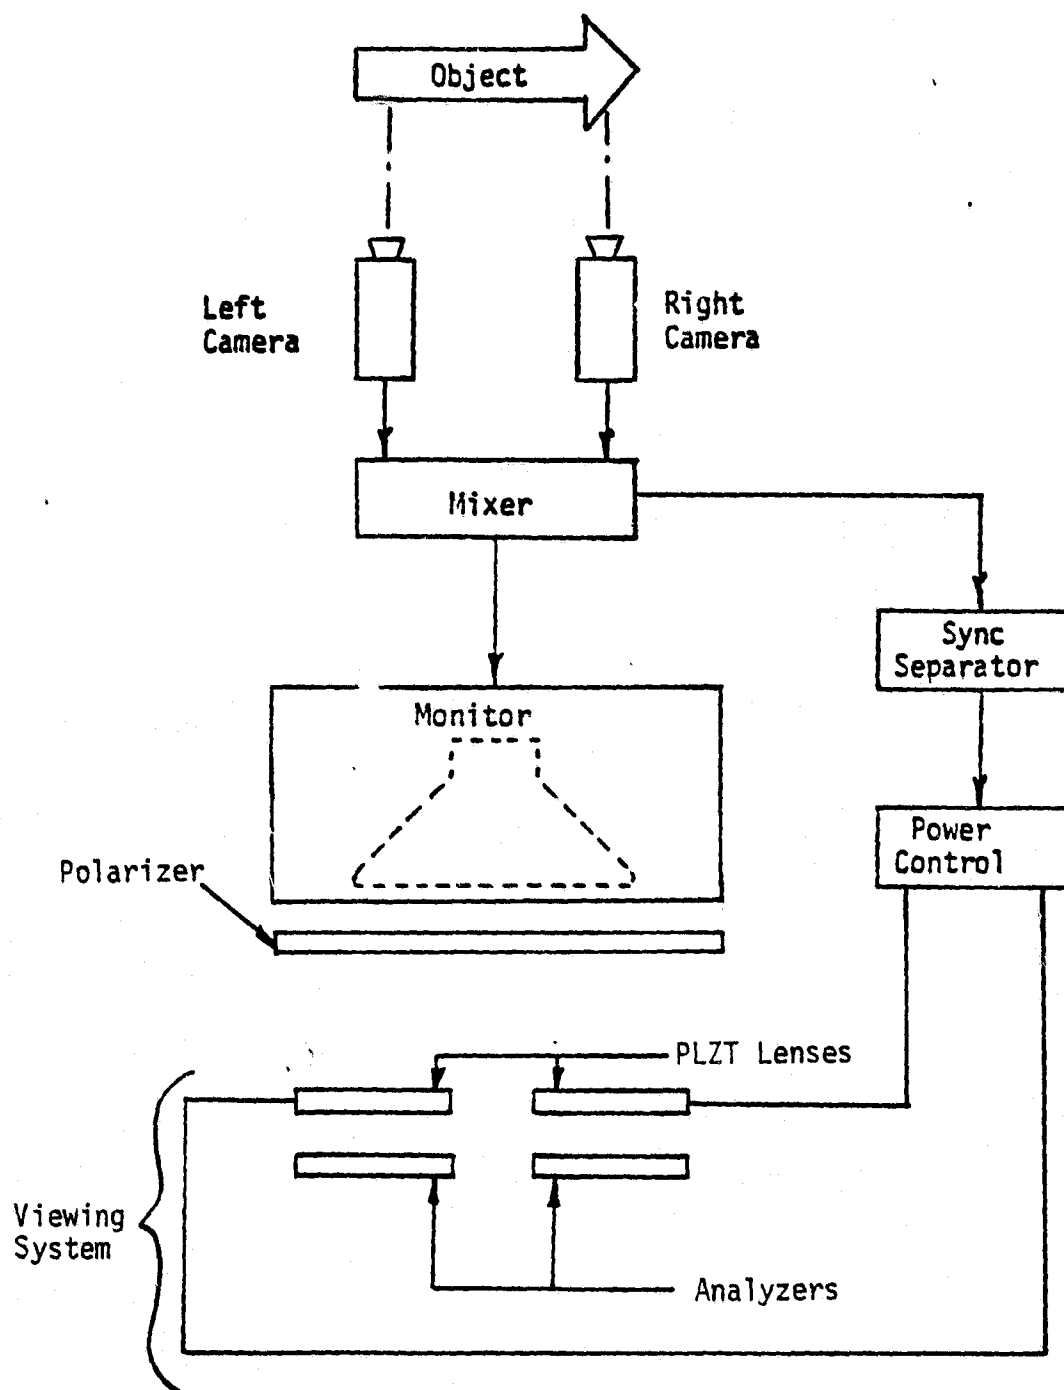 Object
Left
Camera
Right
Camera
Mixer
Sync
Separator
Monitor
Power
Control
Polarizer
PLZT Lenses
Viewing
System
Analyzers